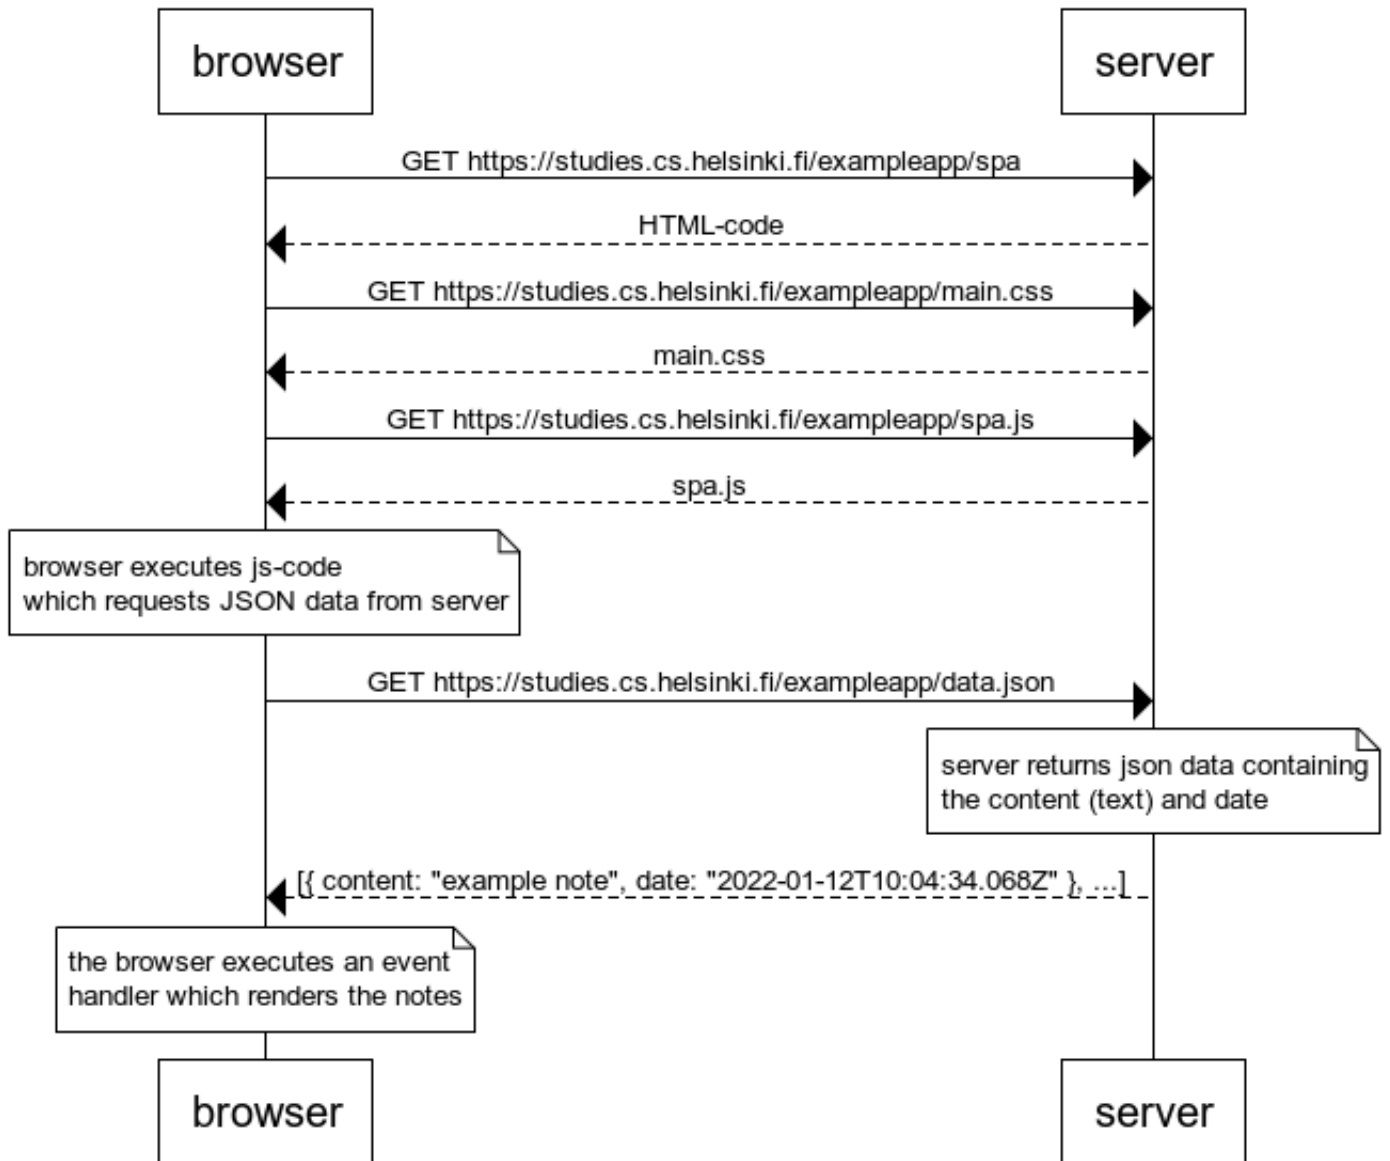 browser
server
GET https://studies.cs.helsinki.fi/exampleapp/spa
HTML-code
GET https://studies.cs.helsinki.fi/exampleapp/main.css
main.css
GET https://studies.cs.helsinki.fi/exampleapp/spa.js
spa.js
browser executes js-code
which requests JSON data from server
GET https://studies.cs.helsinki.fi/exampleapp/data.json
server returns json data containing
the content (text) and date
[{ content: "example note", date: "2022-01-12T10:04:34.068Z" }, ...]
the browser executes an event
handler which renders the notes
browser
server